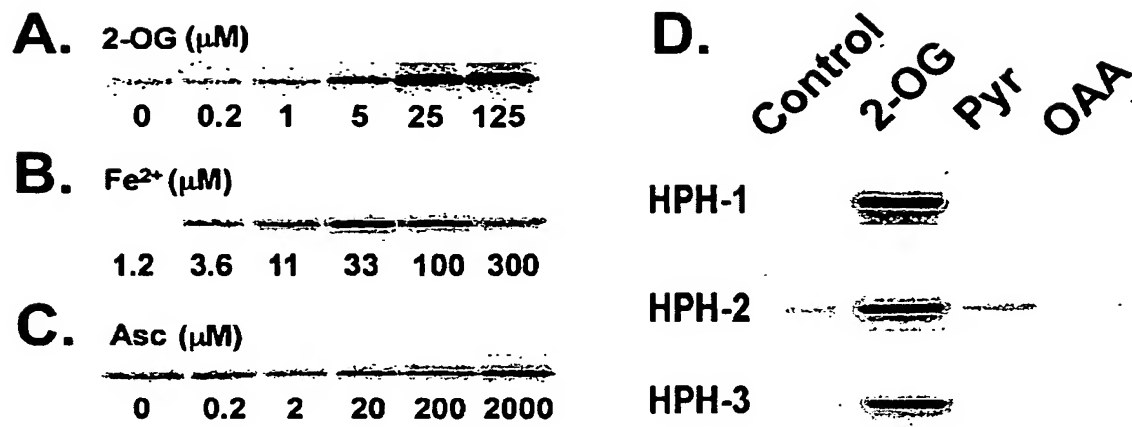 A. 2-OG (μM)
0 0.2 1 5 25 125
B. Fe²⁺ (μM)
1.2 3.6 11 33 100 300
C. Asc (μM)
0 0.2 2 20 200 2000
D.
Control 2-OG Pyr OAA
HPH-1
HPH-2
HPH-3